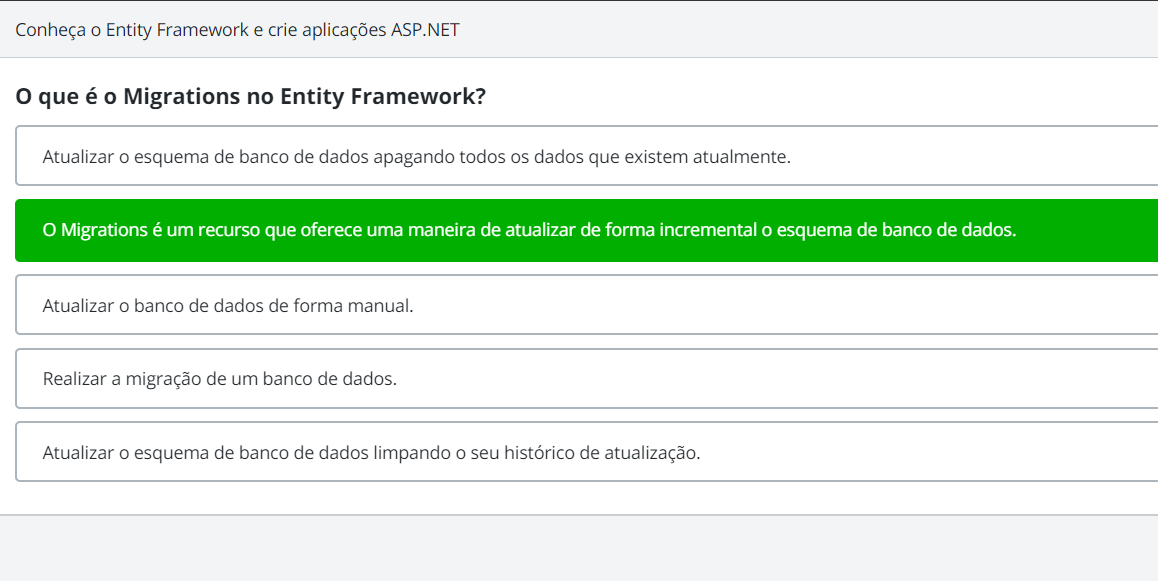 Conheça o Entity Framework e crie aplicações ASP.NET
O que é o Migrations no Entity Framework?
Atualizar o esquema de banco de dados apagando todos os dados que existem atualmente.
O Migrations é um recurso que oferece uma maneira de atualizar de forma incremental o esquema de banco de dados.
Atualizar o banco de dados de forma manual.
Realizar a migração de um banco de dados.
Atualizar o esquema de banco de dados limpando o seu histórico de atualização.